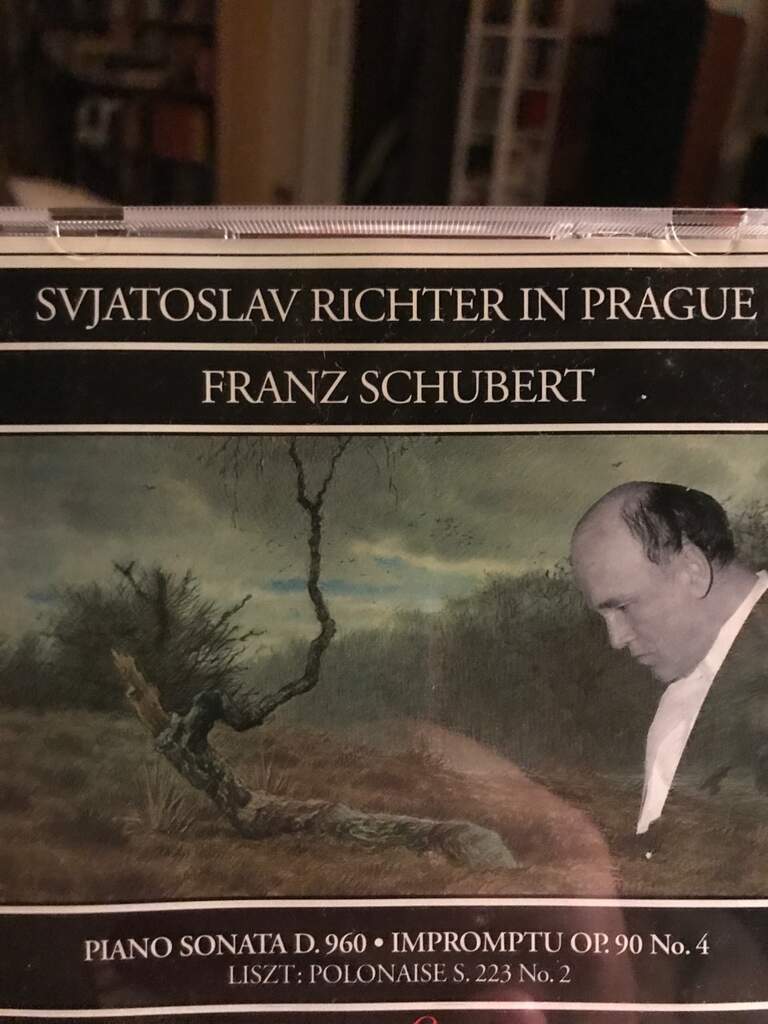 SVJATOSLAV RICHTER IN PRAGUE
FRANZ SCHUBERT
PIANO SONATA D. 960 • IMPROMPTU OP. 90 No. 4
LISZT: POLONAISE S. 223 No. 2